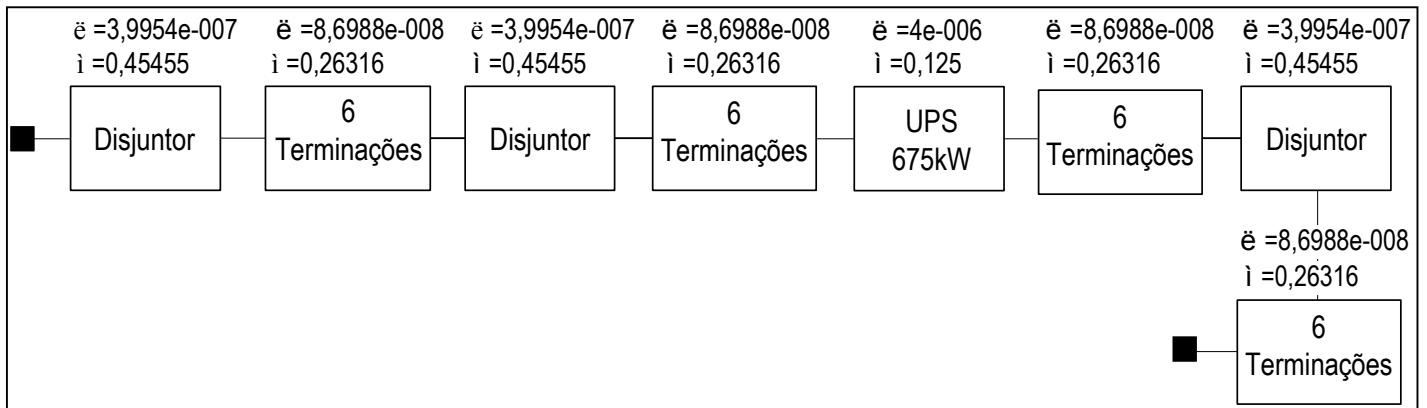 ë =3,9954e-007 ë =8,6988e-008 ë =3,9954e-007 ë =8,6988e-008 ë =4e-006 ë =8,6988e-008 ë =3,9954e-007
ì =0,45455 ì =0,26316 ì =0,45455 ì =0,26316 ì =0,125 ì =0,26316 ì =0,45455
Disjuntor
6
Terminações
Disjuntor
6
Terminações
UPS
675kW
6
Terminações
Disjuntor
ë =8,6988e-008
ì =0,26316
6
Terminações